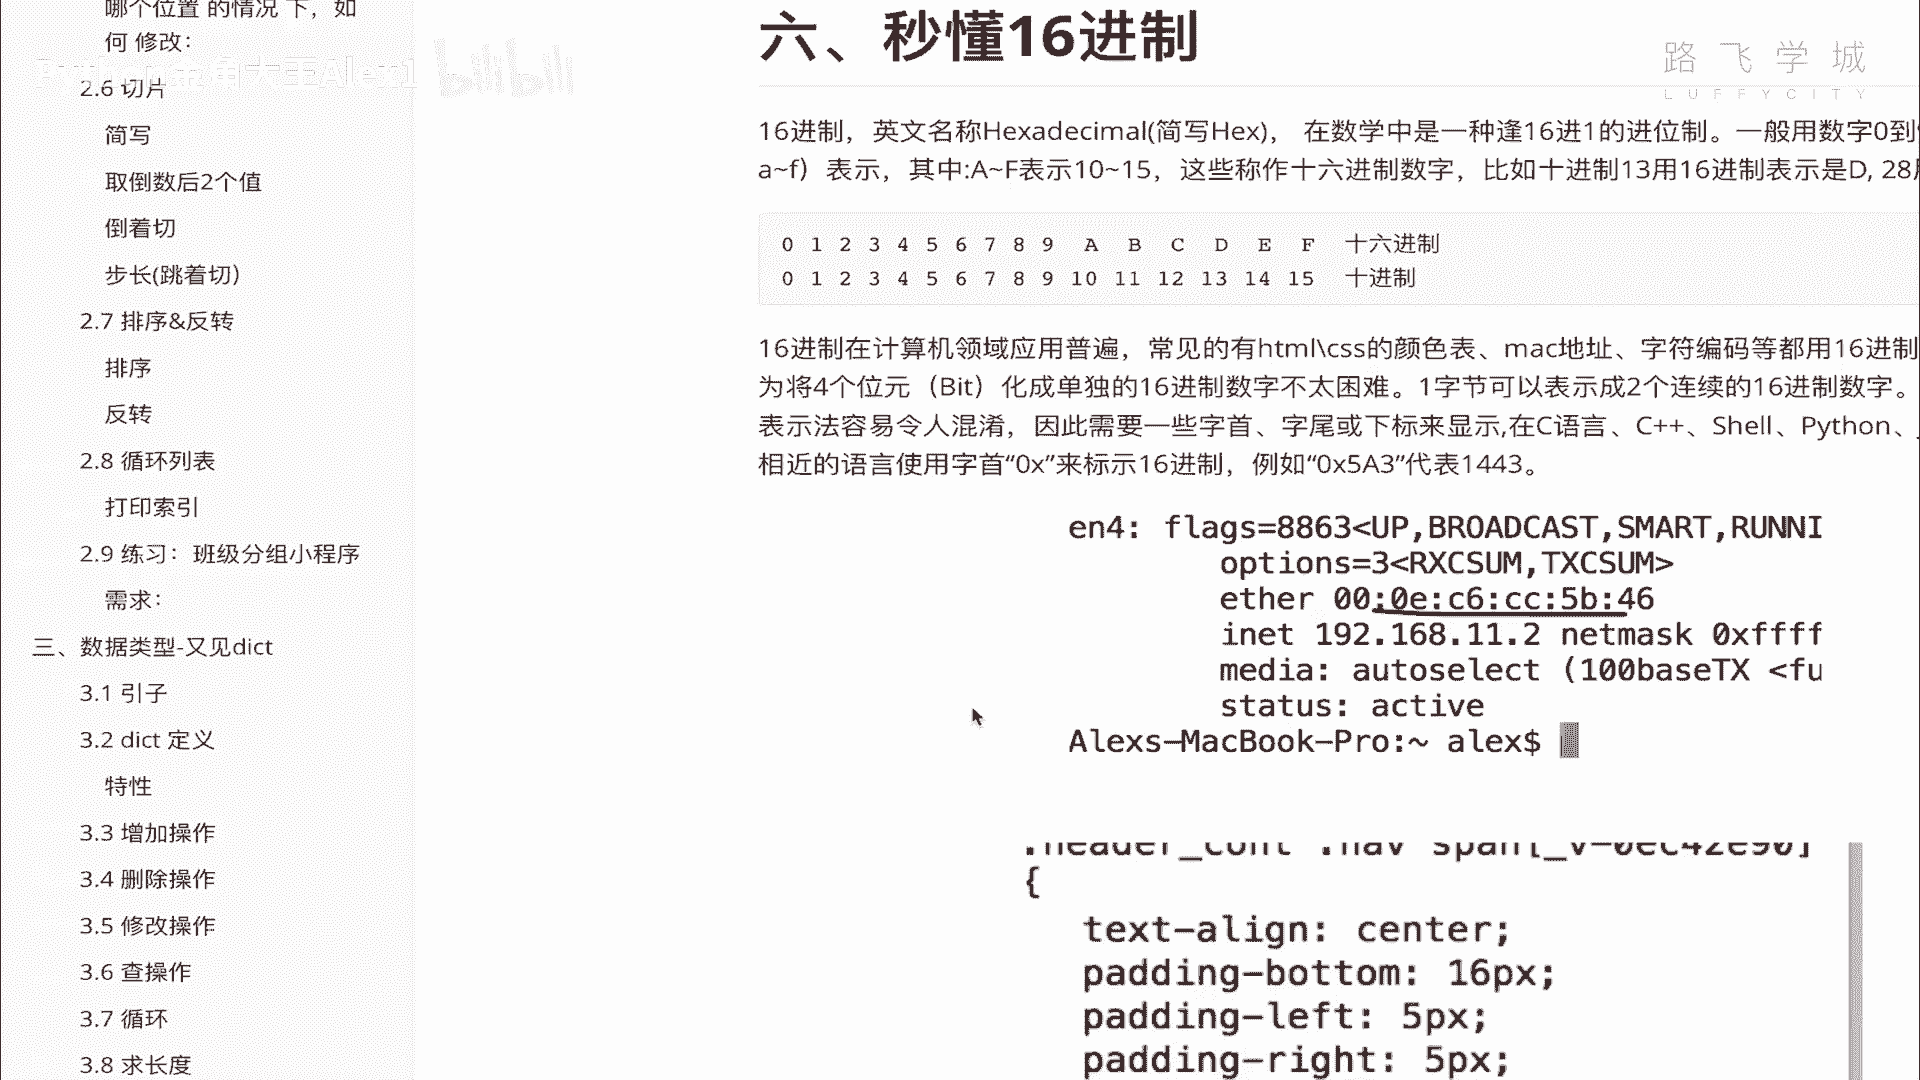 哪个位置 的情况 下，如
何 修改：
2.6 切片
简写
取倒数后2个值
倒着切
步长(跳着切)
2.7 排序&反转
排序
反转
2.8 循环列表
打印索引
2.9 练习：班级分组小程序
需求：
三、数据类型-又见dict
3.1 引子
3.2 dict 定义
特性
3.3 增加操作
3.4 删除操作
3.5 修改操作
3.6 查操作
3.7 循环
3.8 求长度
Python金角大王Alex1 bilibili
路飞学城
LUFFYCITY
六、秒懂16进制
16进制，英文名称Hexadecimal(简写Hex)， 在数学中是一种逢16进1的进位制。一般用数字0到
a~f）表示，其中:A~F表示10~15，这些称作十六进制数字，比如十进制13用16进制表示是D, 28
0 1 2 3 4 5 6 7 8 9 A B C D E F 十六进制
0 1 2 3 4 5 6 7 8 9 10 11 12 13 14 15 十进制
16进制在计算机领域应用普遍，常见的有html\css的颜色表、mac地址、字符编码等都用16进制
为将4个位元（Bit）化成单独的16进制数字不太困难。1字节可以表示成2个连续的16进制数字。
表示法容易令人混淆，因此需要一些字首、字尾或下标来显示,在C语言、C++、Shell、Python、
相近的语言使用字首“0x”来标示16进制，例如“0x5A3”代表1443。
en4: flags=8863<UP,BROADCAST,SMART,RUNNI
options=3<RXCSUM,TXCSUM>
ether 00:0e:c6:cc:5b:46
inet 192.168.11.2 netmask 0xffff
media: autoselect (100baseTX <fu
status: active
Alexs-MacBook-Pro:~ alex$
.header_cont .nav span[_v-0ec42e90]
{
text-align: center;
padding-bottom: 16px;
padding-left: 5px;
padding-right: 5px;